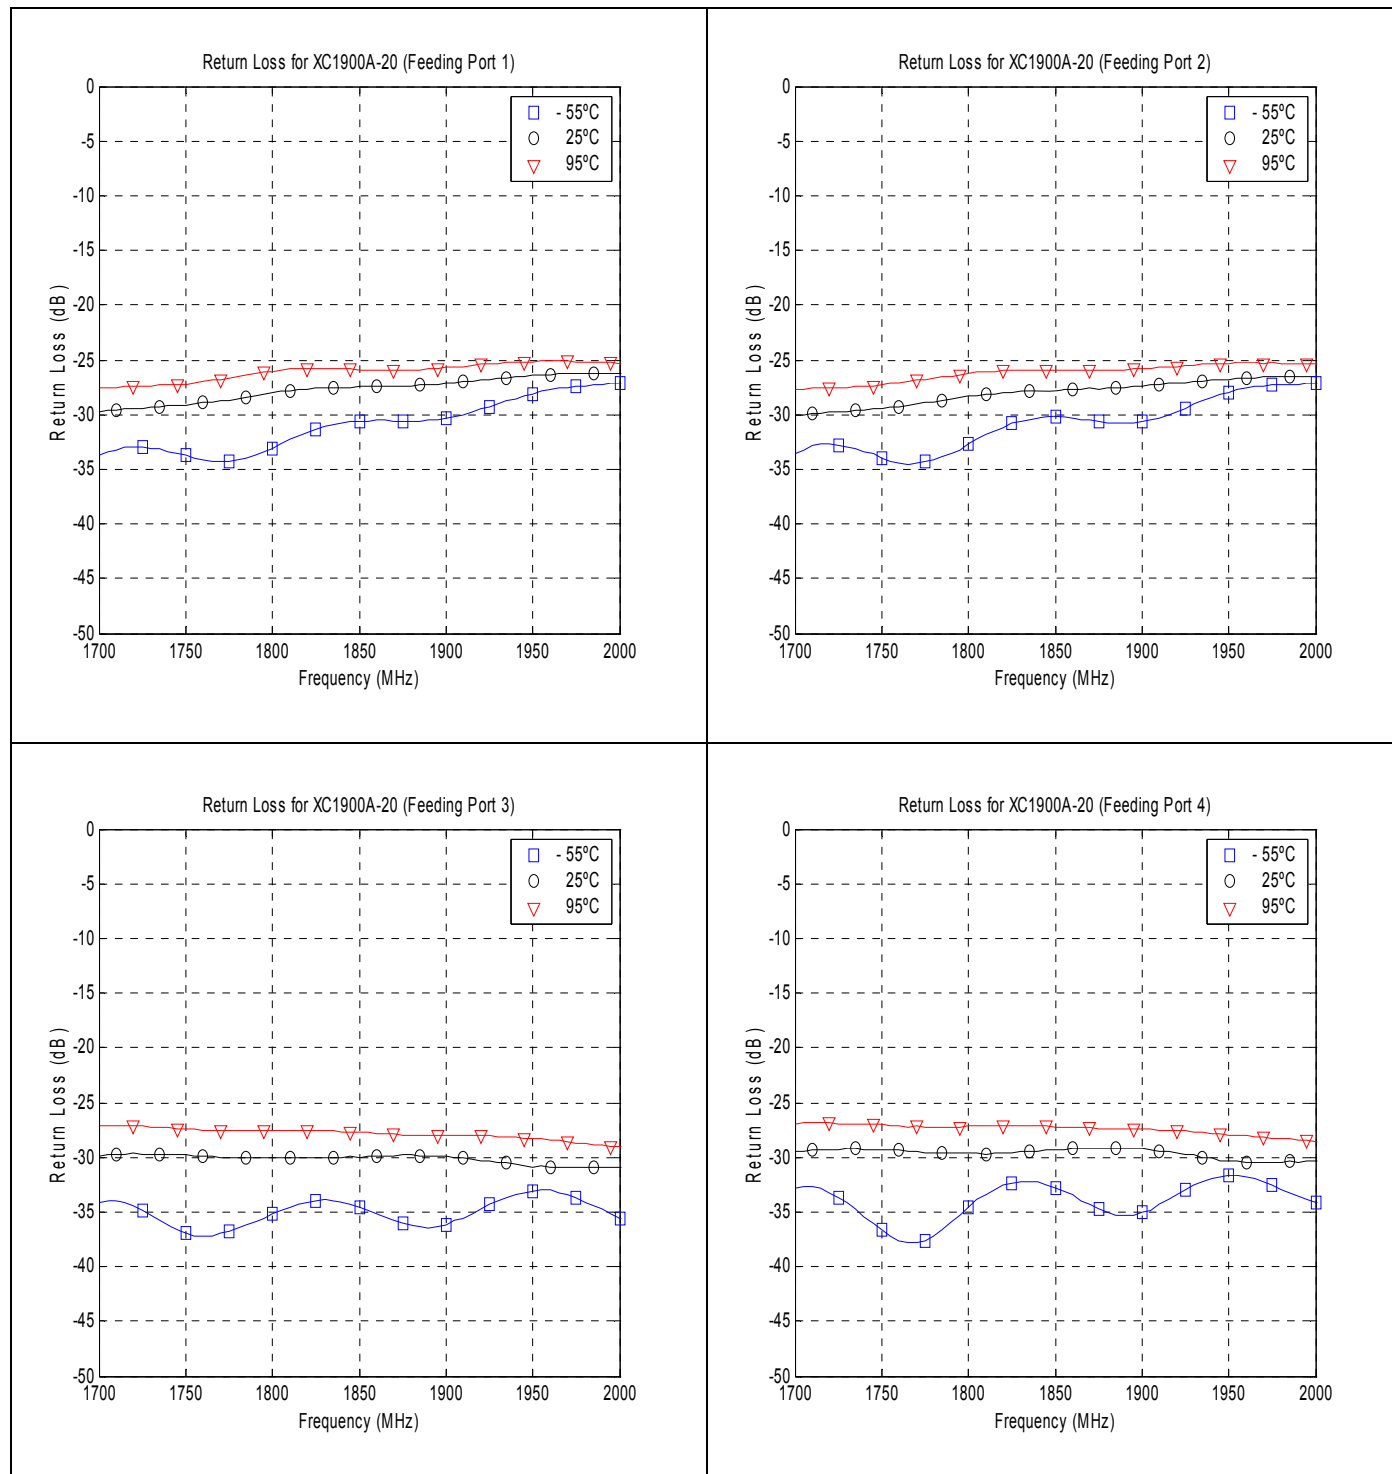 Return Loss for XC1900A-20 (Feeding Port 1)
0
-5
-10
-15
-20
-25
-30
-35
-40
-45
-50
Return Loss (dB)
- 55ºC
25ºC
95ºC
1700 1750 1800 1850 1900 1950 2000
Frequency (MHz)
Return Loss for XC1900A-20 (Feeding Port 2)
0
-5
-10
-15
-20
-25
-30
-35
-40
-45
-50
Return Loss (dB)
- 55ºC
25ºC
95ºC
1700 1750 1800 1850 1900 1950 2000
Frequency (MHz)
Return Loss for XC1900A-20 (Feeding Port 3)
0
-5
-10
-15
-20
-25
-30
-35
-40
-45
-50
Return Loss (dB)
- 55ºC
25ºC
95ºC
1700 1750 1800 1850 1900 1950 2000
Frequency (MHz)
Return Loss for XC1900A-20 (Feeding Port 4)
0
-5
-10
-15
-20
-25
-30
-35
-40
-45
-50
Return Loss (dB)
- 55ºC
25ºC
95ºC
1700 1750 1800 1850 1900 1950 2000
Frequency (MHz)